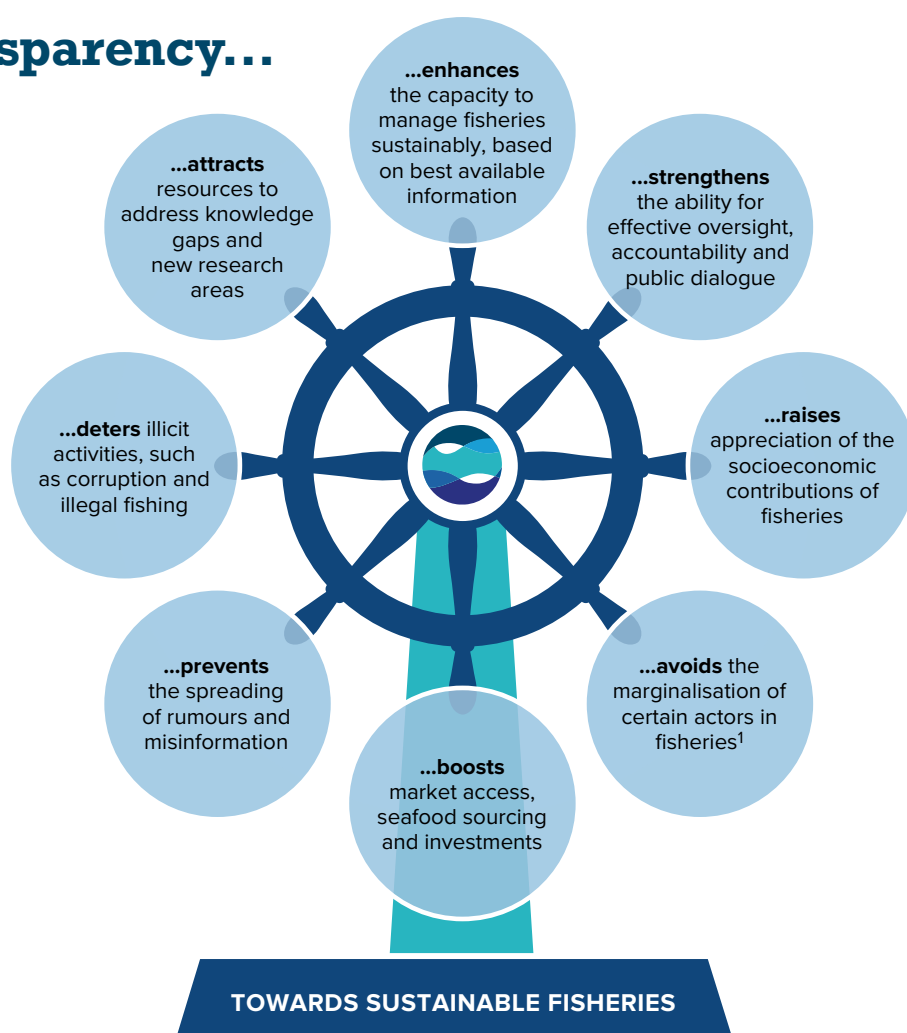 sparency...
...enhances
the capacity to
manage fisheries
sustainably, based
on best available
information
...strengthens
the ability for
effective oversight,
accountability and
public dialogue
...raises
appreciation of the
socioeconomic
contributions of
fisheries
...avoids the
marginalisation of
certain actors in
fisheries¹
...boosts
market access,
seafood sourcing
and investments
...prevents
the spreading
of rumours and
misinformation
...deters illicit
activities, such
as corruption and
illegal fishing
...attracts
resources to
address knowledge
gaps and
new research
areas
TOWARDS SUSTAINABLE FISHERIES